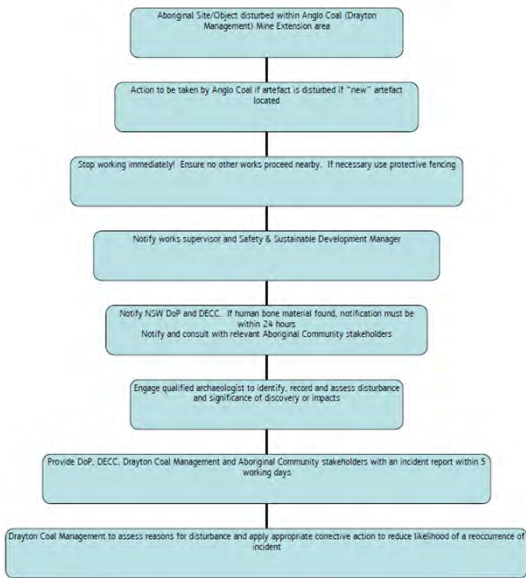 Aboriginal Site/Object disturbed within Anglo Coal (Drayton
Management) Mine Extension area
Action to be taken by Anglo Coal if artefact is disturbed if "new" artefact
located
Stop working immediately! Ensure no other works proceed nearby. If necessary use protective fencing
Notify works supervisor and Safety & Sustainable Development Manager
Notify NSW DoP and DECC. If human bone material found, notification must be
within 24 hours
Notify and consult with relevant Aboriginal Community stakeholders
Engage qualified archaeologist to identify, record and assess disturbance
and significance of discovery or impacts
Provide DoP, DECC, Drayton Coal Management and Aboriginal Community stakeholders with an incident report within 5
working days
Drayton Coal Management to assess reasons for disturbance and apply appropriate corrective action to reduce likelihood of a reoccurrence of
incident